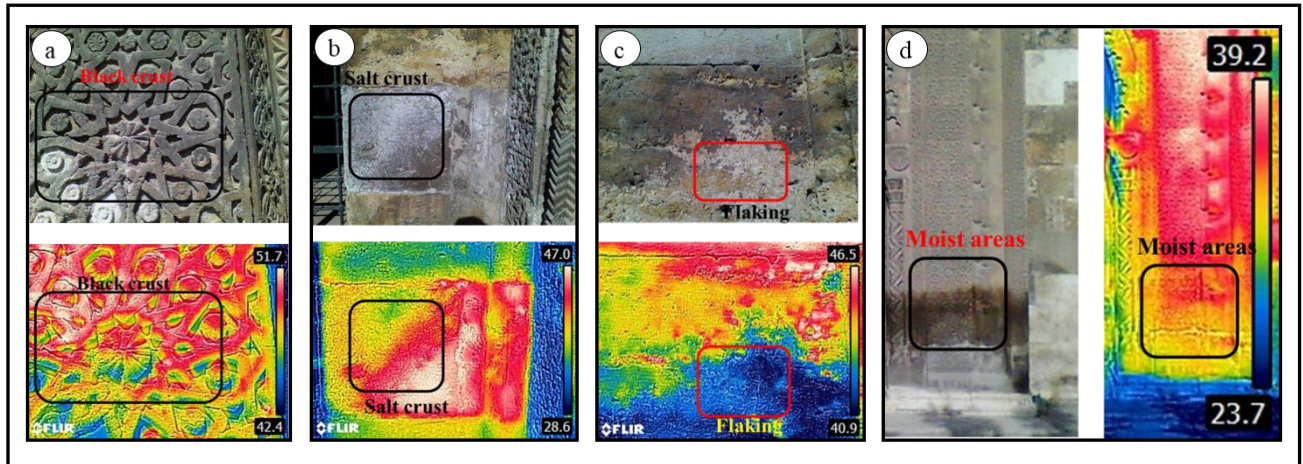 a
Black crust
51.7
Black crust
FLIR
42.4
b
Salt crust
47.0
Salt crust
FLIR
28.6
c
Flaking
46.5
FLIR
Flaking
40.9
d
39.2
Moist areas
Moist areas
23.7